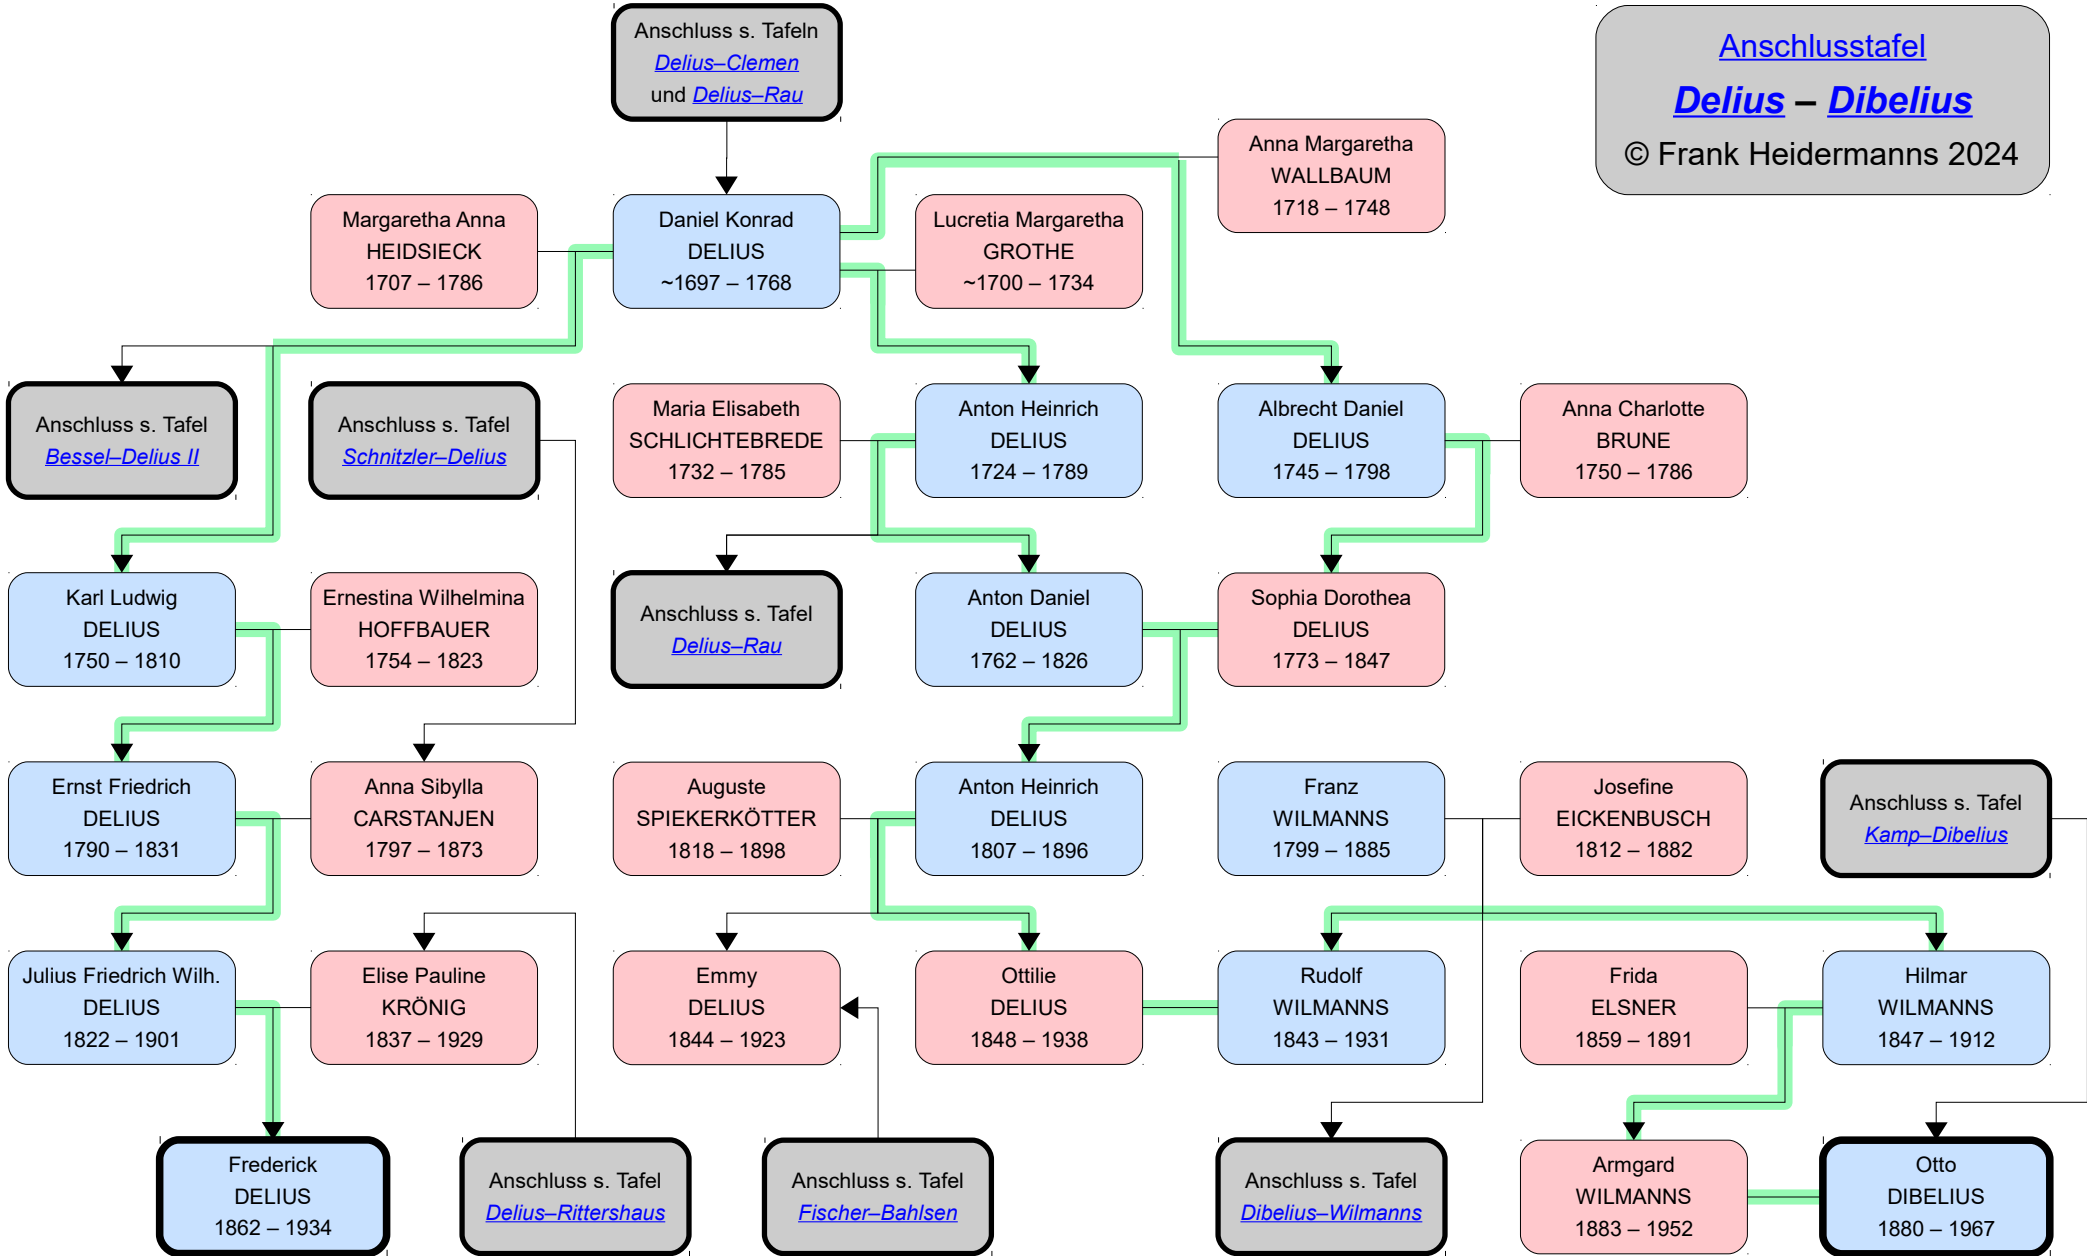 Anschluss s. Tafeln
Delius–Clemen
und Delius–Rau
Anschlusstafel
Delius – Dibelius
© Frank Heidermanns 2024
Anna Margaretha
WALLBAUM
1718 – 1748
Margaretha Anna
HEIDSIECK
1707 – 1786
Daniel Konrad
DELIUS
~1697 – 1768
Lucretia Margaretha
GROTHE
~1700 – 1734
Anschluss s. Tafel
Bessel–Delius II
Anschluss s. Tafel
Schnitzler–Delius
Maria Elisabeth
SCHLICHTEBREDE
1732 – 1785
Anton Heinrich
DELIUS
1724 – 1789
Albrecht Daniel
DELIUS
1745 – 1798
Anna Charlotte
BRUNE
1750 – 1786
Karl Ludwig
DELIUS
1750 – 1810
Ernestina Wilhelmina
HOFFBAUER
1754 – 1823
Anschluss s. Tafel
Delius–Rau
Anton Daniel
DELIUS
1762 – 1826
Sophia Dorothea
DELIUS
1773 – 1847
Ernst Friedrich
DELIUS
1790 – 1831
Anna Sibylla
CARSTANJEN
1797 – 1873
Auguste
SPIEKERKÖTTER
1818 – 1898
Anton Heinrich
DELIUS
1807 – 1896
Franz
WILMANNS
1799 – 1885
Josefine
EICKENBUSCH
1812 – 1882
Anschluss s. Tafel
Kamp–Dibelius
Julius Friedrich Wilh.
DELIUS
1822 – 1901
Elise Pauline
KRÖNIG
1837 – 1929
Emmy
DELIUS
1844 – 1923
Ottilie
DELIUS
1848 – 1938
Rudolf
WILMANNS
1843 – 1931
Frida
ELSNER
1859 – 1891
Hilmar
WILMANNS
1847 – 1912
Frederick
DELIUS
1862 – 1934
Anschluss s. Tafel
Delius–Rittershaus
Anschluss s. Tafel
Fischer–Bahlsen
Anschluss s. Tafel
Dibelius–Wilmanns
Armgard
WILMANNS
1883 – 1952
Otto
DIBELIUS
1880 – 1967